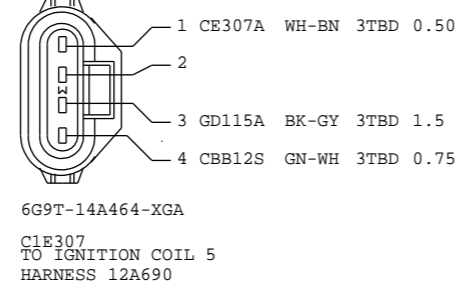 1 CE307A WH-BN 3TBD 0.50
2
3 GD115A BK-GY 3TBD 1.5
4 CBB12S GN-WH 3TBD 0.75
6G9T-14A464-XGA
C1E307
TO IGNITION COIL 5
HARNESS 12A690